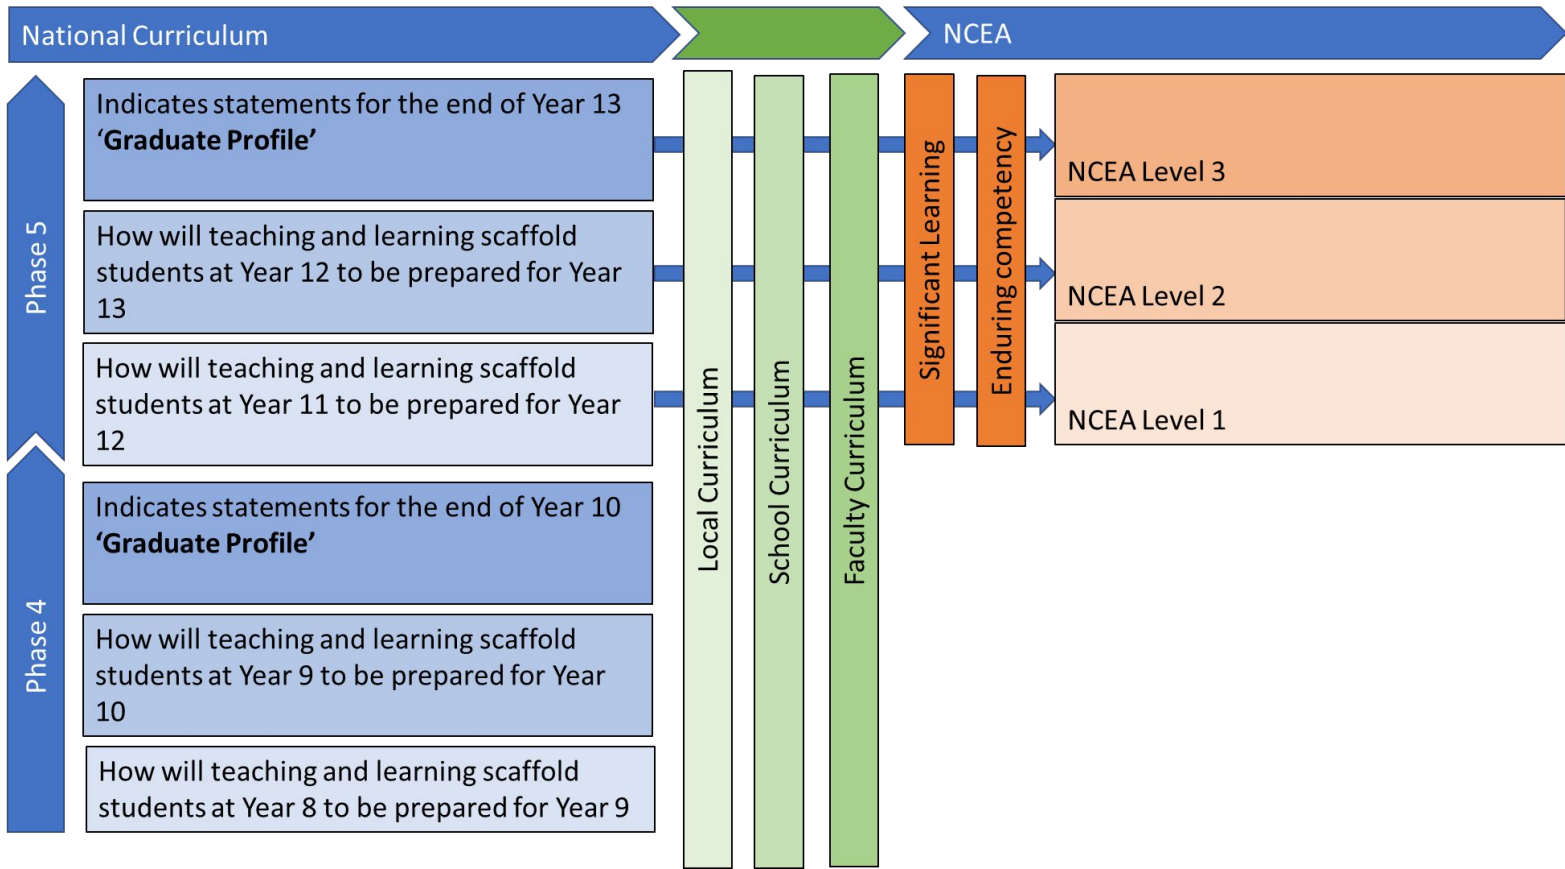 National Curriculum
NCEA
Phase 5
Indicates statements for the end of Year 13
‘Graduate Profile’
How will teaching and learning scaffold
students at Year 12 to be prepared for Year
13
How will teaching and learning scaffold
students at Year 11 to be prepared for Year
12
Phase 4
Indicates statements for the end of Year 10
‘Graduate Profile’
How will teaching and learning scaffold
students at Year 9 to be prepared for Year
10
How will teaching and learning scaffold
students at Year 8 to be prepared for Year 9
Local Curriculum
School Curriculum
Faculty Curriculum
Significant Learning
Enduring competency
NCEA Level 3
NCEA Level 2
NCEA Level 1